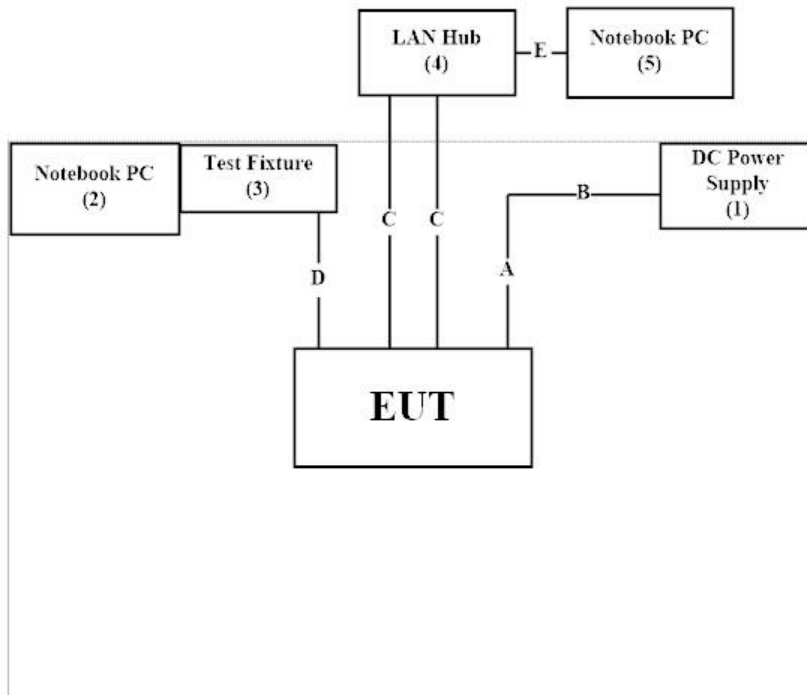 LAN Hub
(4)
E
Notebook PC
(5)
Notebook PC
(2)
Test Fixture
(3)
DC Power
Supply
(1)
B
C
C
D
A
EUT